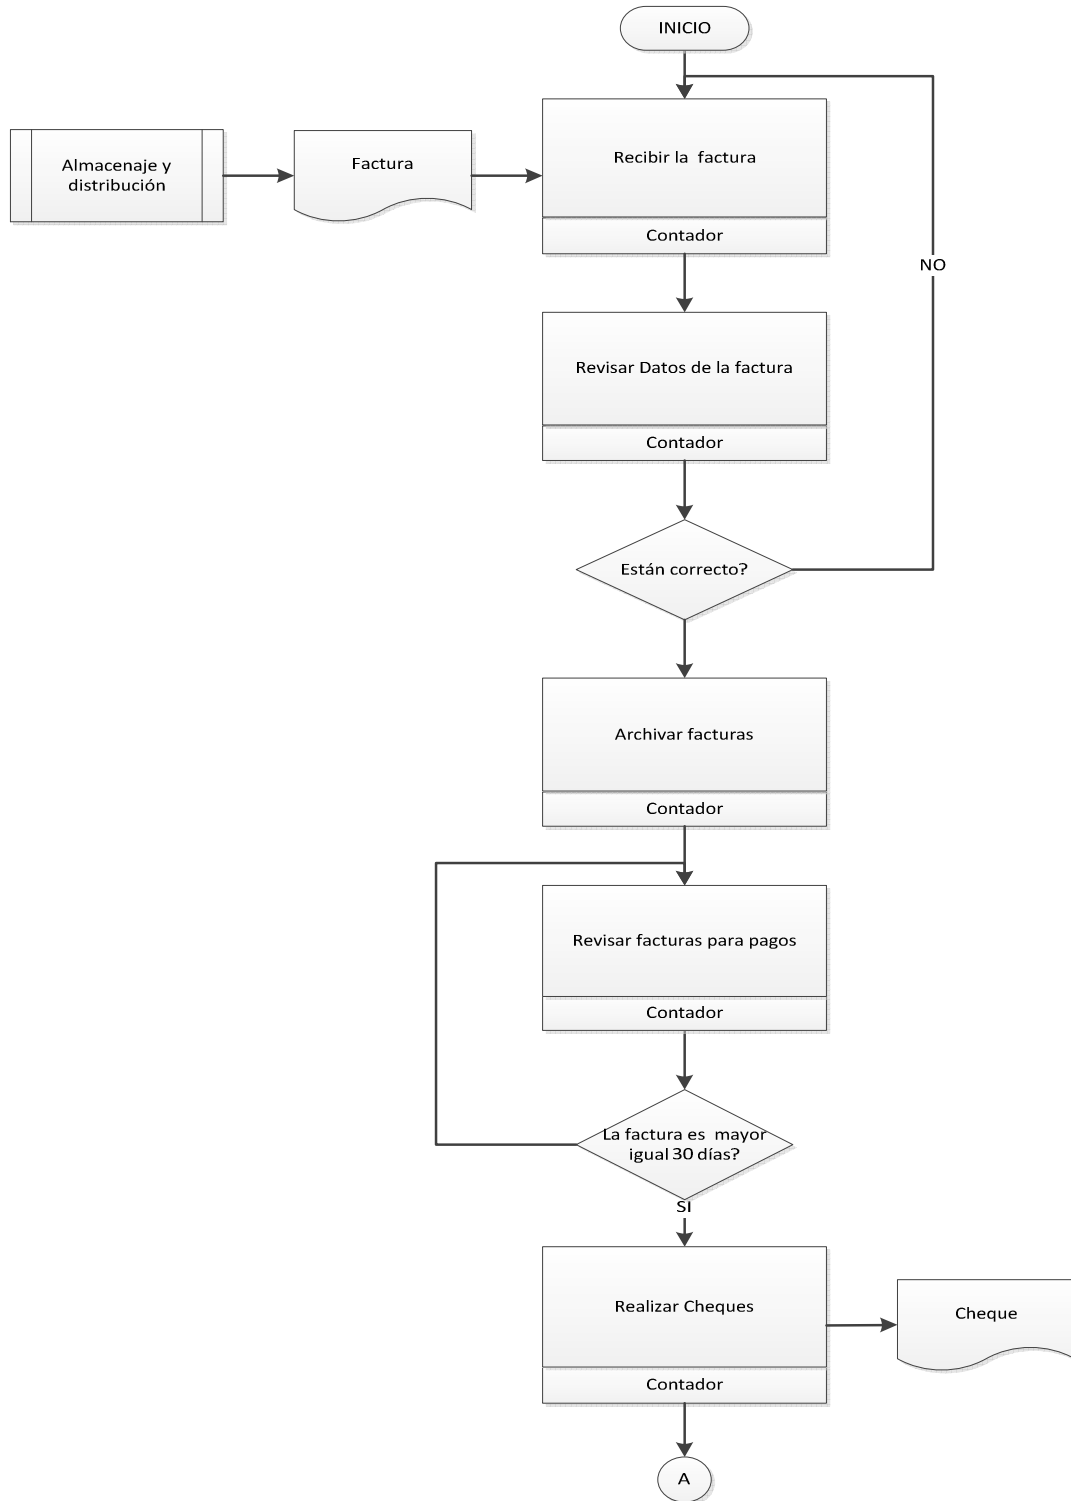 INICIO
Almacenaje y
distribución
Factura
Recibir la factura
Contador
NO
Revisar Datos de la factura
Contador
Están correcto?
Archivar facturas
Contador
Revisar facturas para pagos
Contador
La factura es mayor
igual 30 días?
SI
Realizar Cheques
Cheque
Contador
A